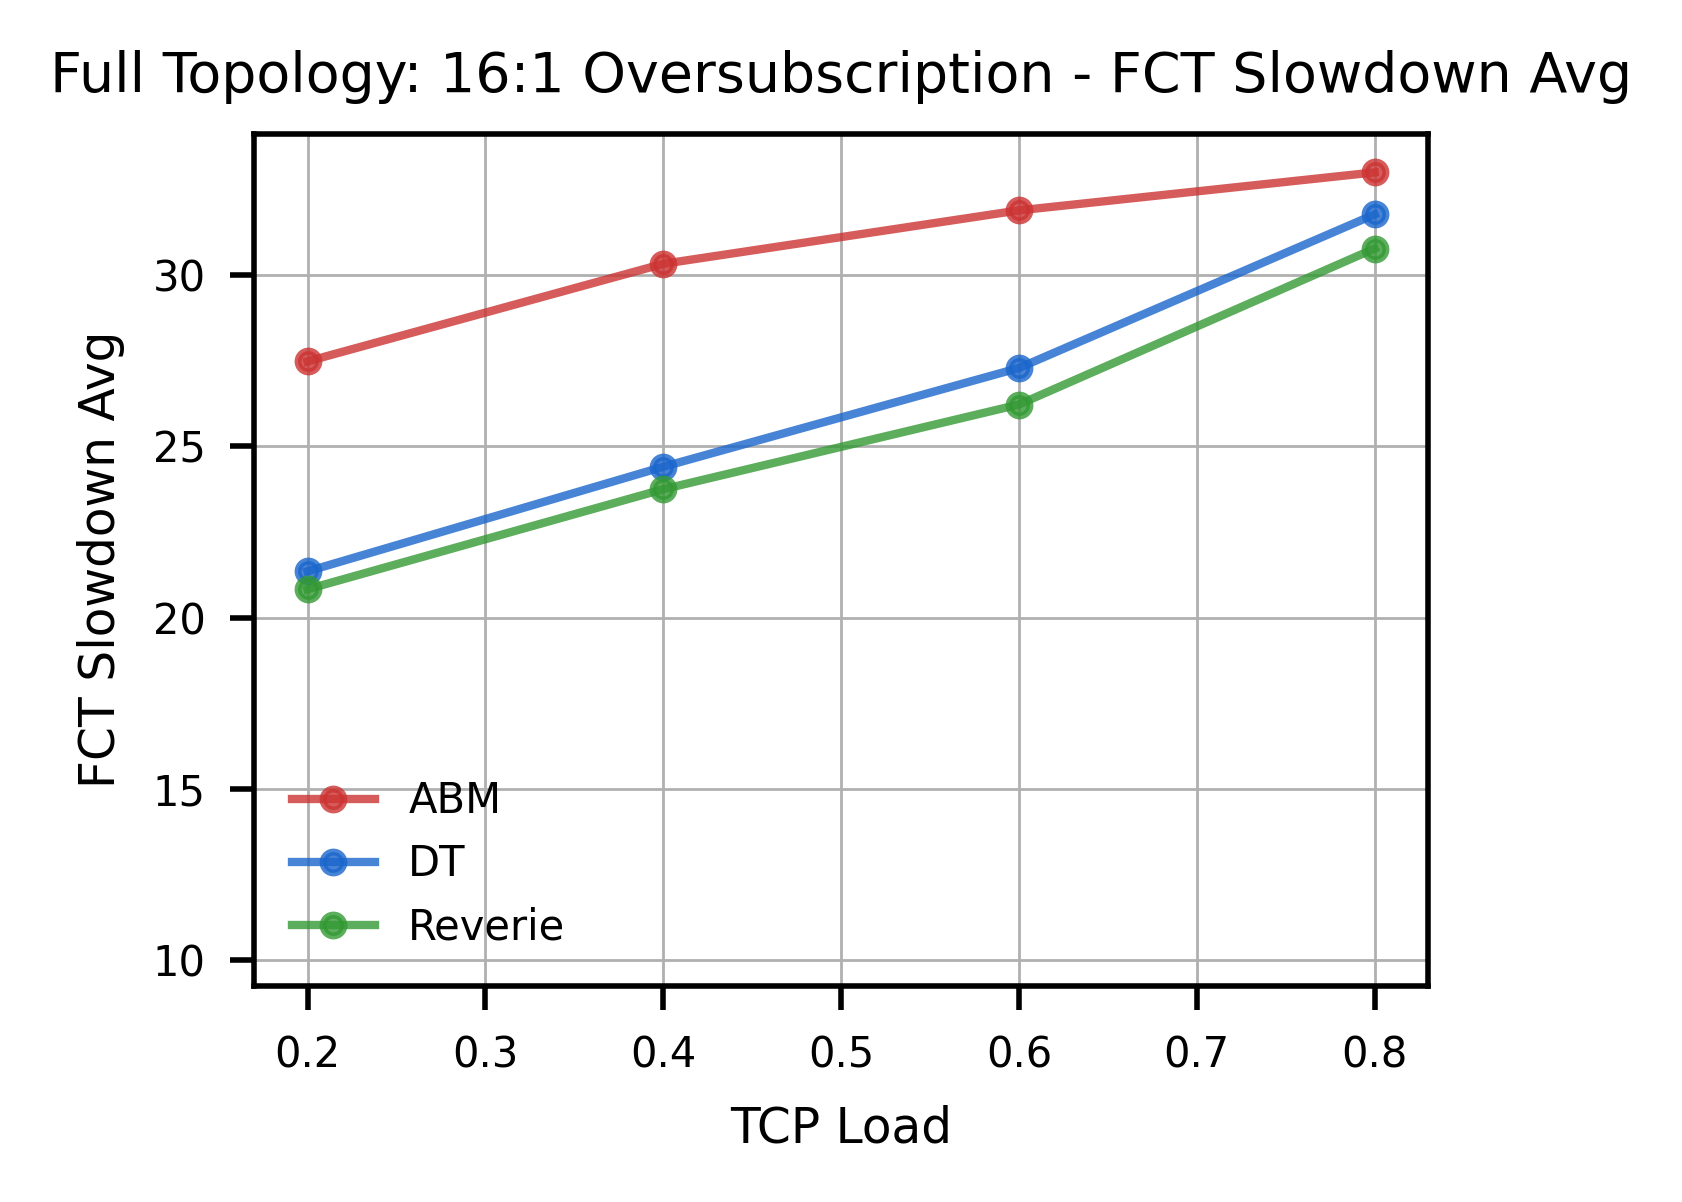 Full Topology: 16:1 Oversubscription - FCT Slowdown Avg
FCT Slowdown Avg
30
25
20
15
10
ABM
DT
Reverie
0.2 0.3 0.4 0.5 0.6 0.7 0.8
TCP Load